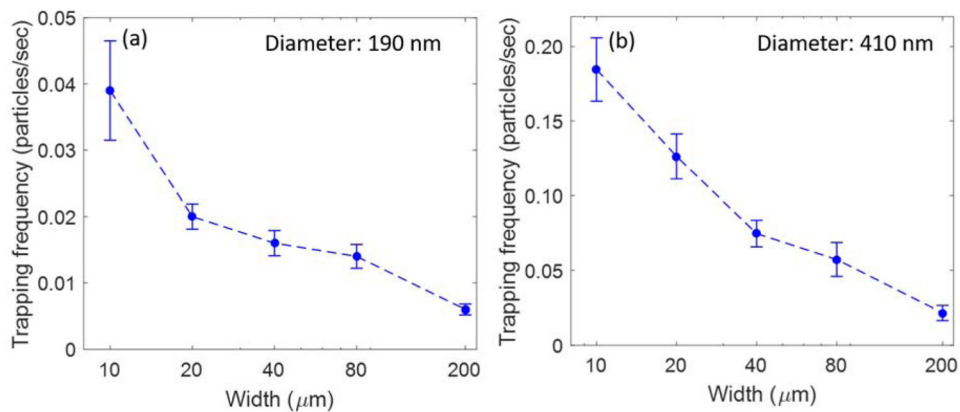 (a) Diameter: 190 nm
Trapping frequency (particles/sec)
0.05
0.04
0.03
0.02
0.01
0
10 20 40 80 200
Width (μm)
(b) Diameter: 410 nm
Trapping frequency (particles/sec)
0.20
0.15
0.10
0.05
0
10 20 40 80 200
Width (μm)